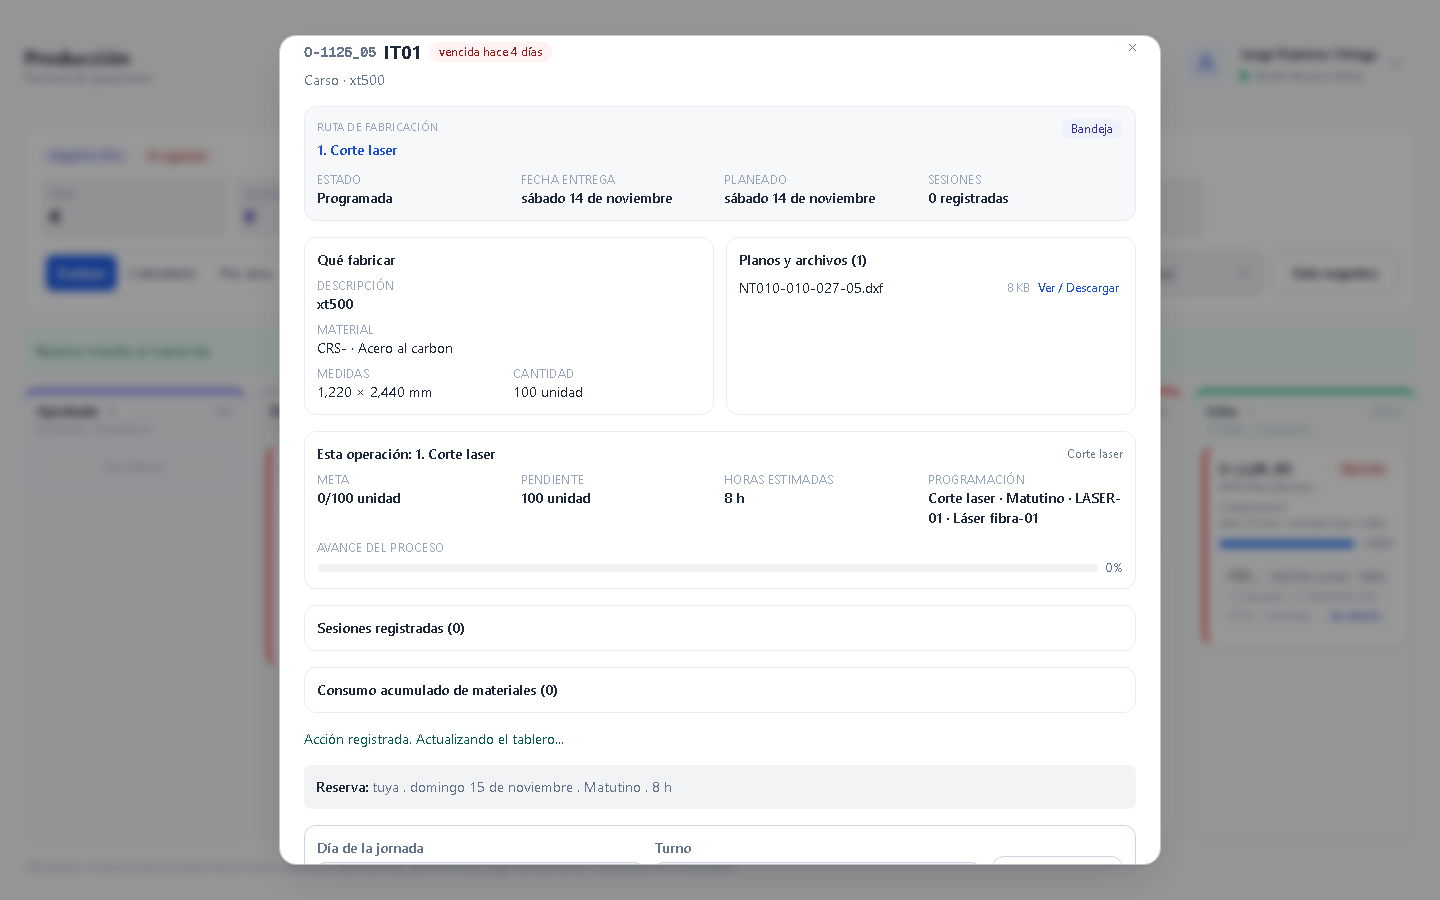 O-1126_05 IT01 vencida hace 4 días
×
Carso · xt500
RUTA DE FABRICACIÓN
Bandeja
1. Corte laser
ESTADO FECHA ENTREGA PLANEADO SESIONES
Programada sábado 14 de noviembre sábado 14 de noviembre 0 registradas
Qué fabricar
DESCRIPCIÓN
xt500
MATERIAL
CRS- · Acero al carbon
MEDIDAS CANTIDAD
1,220 × 2,440 mm 100 unidad
Planos y archivos (1)
NT010-010-027-05.dxf 8 KB Ver / Descargar
Esta operación: 1. Corte laser Corte laser
META PENDIENTE HORAS ESTIMADAS PROGRAMACIÓN
0/100 unidad 100 unidad 8 h Corte laser · Matutino · LASER-
01 · Láser fibra-01
AVANCE DEL PROCESO
0%
Sesiones registradas (0)
Consumo acumulado de materiales (0)
Acción registrada. Actualizando el tablero...
Reserva: tuya . domingo 15 de noviembre . Matutino . 8 h
Día de la jornada Turno
Producción
Jorge Ramírez Ortega
Calendario